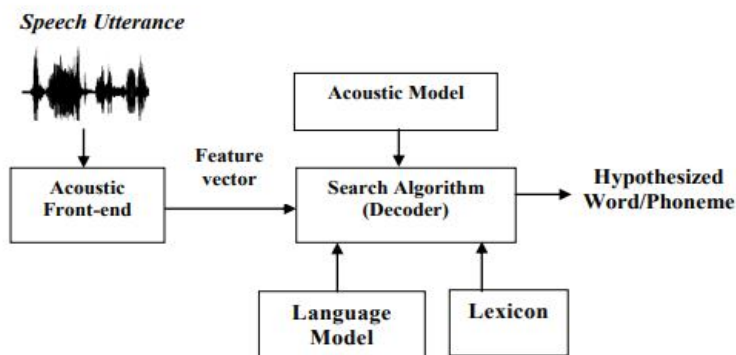 Speech Utterance
Acoustic Model
Feature
vector
Acoustic
Front-end
Search Algorithm
(Decoder)
Hypothesized
Word/Phoneme
Language
Model
Lexicon